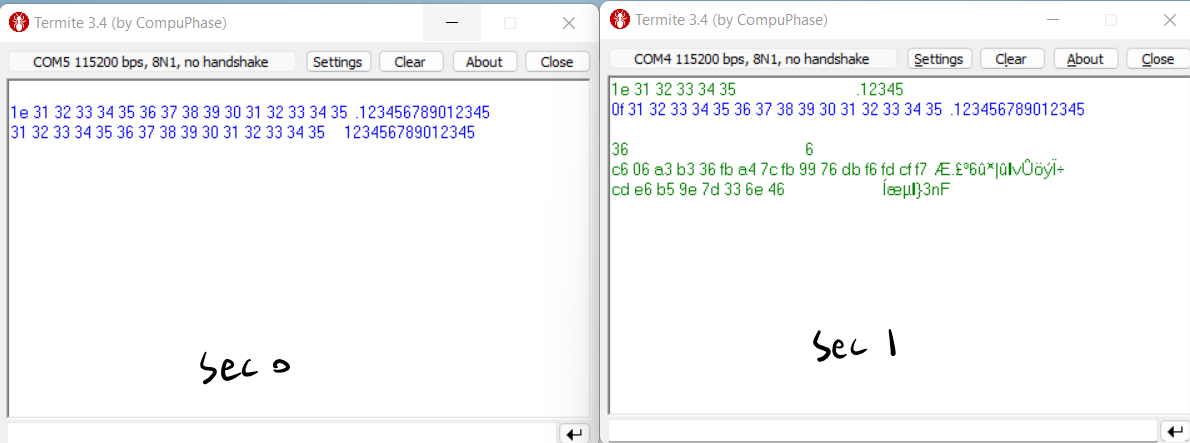 Termite 3.4 (by CompuPhase)
COM5 115200 bps, 8N1, no handshake Settings Clear About Close
1e 31 32 33 34 35 36 37 38 39 30 31 32 33 34 35 .123456789012345
31 32 33 34 35 36 37 38 39 30 31 32 33 34 35 123456789012345
sec 0
Termite 3.4 (by CompuPhase)
COM4 115200 bps, 8N1, no handshake Settings Clear About Close
1e 31 32 33 34 35 .12345
0f 31 32 33 34 35 36 37 38 39 30 31 32 33 34 35 .123456789012345
36 6
c6 06 a3 b3 36 fb a4 7c fb 99 76 db f6 fd cf f7 Æ.£³6û¤|ûIvÛöýÏ÷
cd e6 b5 9e 7d 33 6e 46 ÍæµI}3nF
sec 1